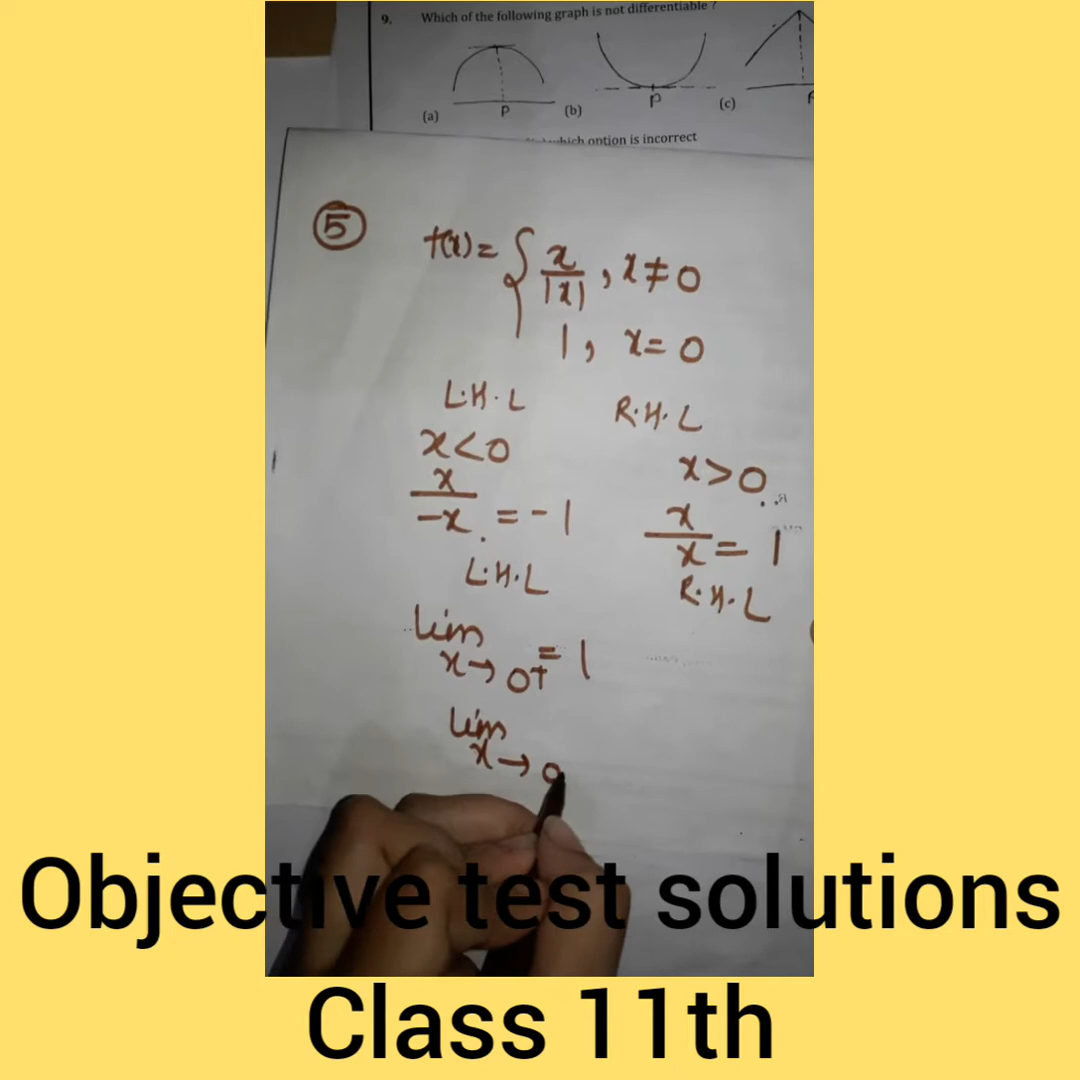 9. Which of the following graph is not differentiable ?
(a) P (b) P (c)
which option is incorrect
5
f(x) = { x/|x| , x ≠ 0
1, x = 0
L.H.L R.H.L
x<0 x>0
x/-x = -1 x/x = 1
L.H.L R.H.L
lim x→0+ = 1
lim x→0
Objective test solutions
Class 11th